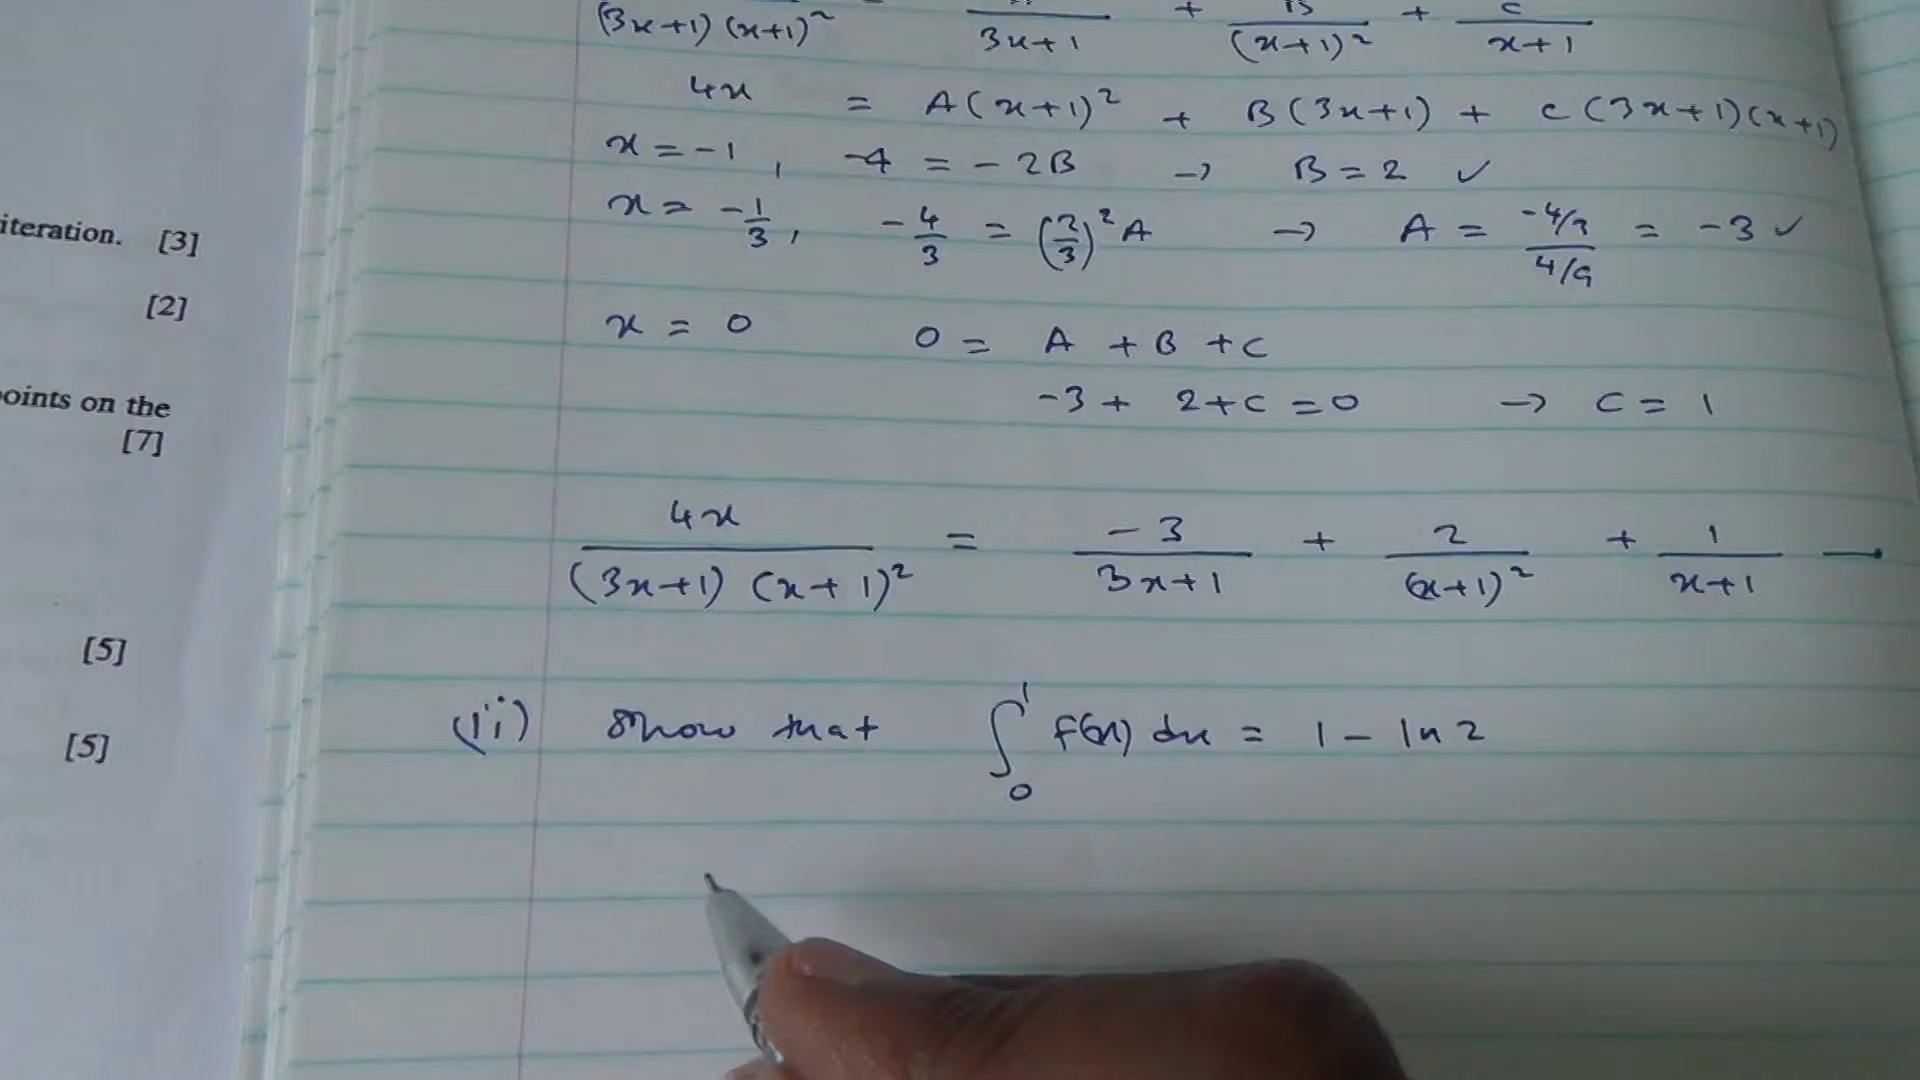 (3x+1)(x+1)² 3x+1 + (x+1)² + x+1
4x = A(x+1)² + B(3x+1) + C(3x+1)(x+1)
x = -1, -4 = -2B → B = 2 ✓
x = -1/3, -4/3 = (2/3)² A → A = -4/3 / 4/9 = -3 ✓
x = 0 0 = A + B + C
-3 + 2 + C = 0 → C = 1
4x / (3x+1)(x+1)² = -3 / 3x+1 + 2 / (x+1)² + 1 / x+1 —
(ii) Show that ∫₀¹ f(x) dx = 1 - ln 2
iteration. [3]
[2]
points on the
[7]
[5]
[5]